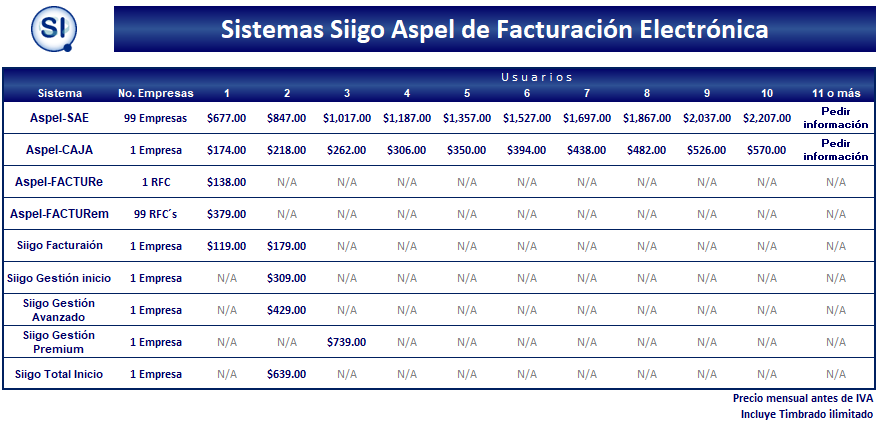 SI
Sistemas Siigo Aspel de Facturación Electrónica
Usuarios
Sistema No. Empresas 1 2 3 4 5 6 7 8 9 10 11 o más
Aspel-SAE 99 Empresas $677.00 $847.00 $1,017.00 $1,187.00 $1,357.00 $1,527.00 $1,697.00 $1,867.00 $2,037.00 $2,207.00 Pedir información
Aspel-CAJA 1 Empresa $174.00 $218.00 $262.00 $306.00 $350.00 $394.00 $438.00 $482.00 $526.00 $570.00 Pedir información
Aspel-FACTURe 1 RFC $138.00 N/A N/A N/A N/A N/A N/A N/A N/A N/A N/A
Aspel-FACTURem 99 RFC´s $379.00 N/A N/A N/A N/A N/A N/A N/A N/A N/A N/A
Siigo Facturaión 1 Empresa $119.00 $179.00 N/A N/A N/A N/A N/A N/A N/A N/A N/A
Siigo Gestión inicio 1 Empresa N/A $309.00 N/A N/A N/A N/A N/A N/A N/A N/A N/A
Siigo Gestión Avanzado 1 Empresa N/A $429.00 N/A N/A N/A N/A N/A N/A N/A N/A N/A
Siigo Gestión Premium 1 Empresa N/A N/A $739.00 N/A N/A N/A N/A N/A N/A N/A N/A
Siigo Total Inicio 1 Empresa N/A $639.00 N/A N/A N/A N/A N/A N/A N/A N/A N/A
Precio mensual antes de IVA
Incluye Timbrado ilimitado